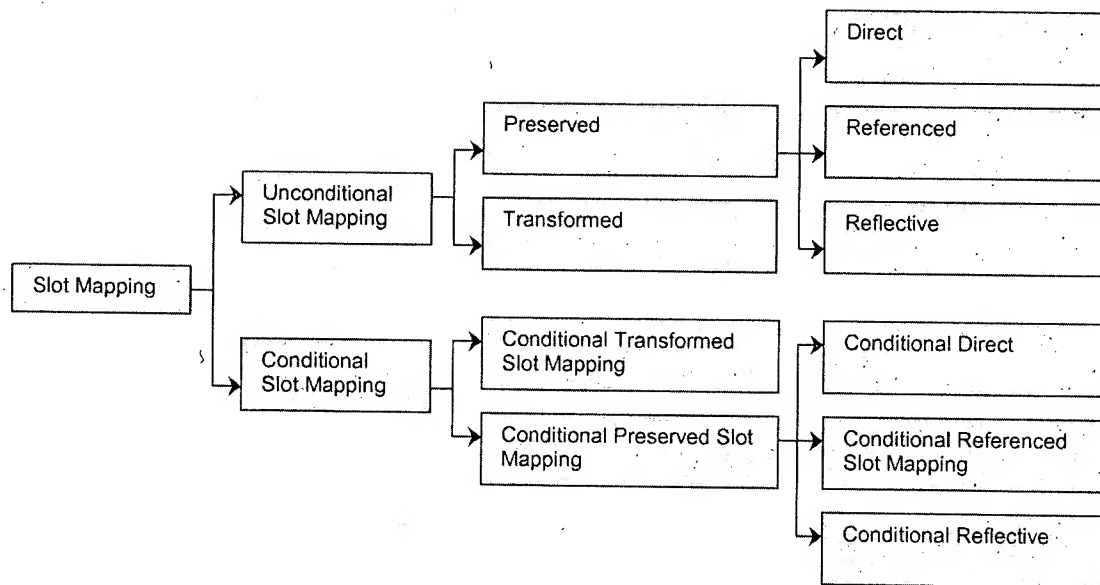 Direct
Preserved
Referenced
Unconditional
Slot Mapping
Transformed
Reflective
Slot Mapping
Conditional
Slot Mapping
Conditional Transformed
Slot Mapping
Conditional Direct
Conditional Preserved Slot
Mapping
Conditional Referenced
Slot Mapping
Conditional Reflective